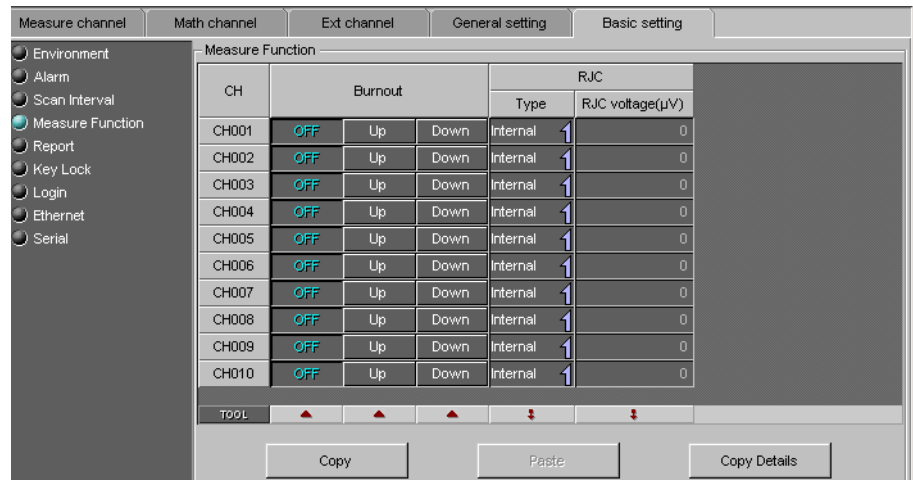 Measure channel Math channel Ext channel General setting Basic setting
Environment
Alarm
Scan Interval
Measure Function
Report
Key Lock
Login
Ethernet
Serial
Measure Function
CH Burnout RJC
Type RJC voltage(µV)
CH001 OFF Up Down Internal 0
CH002 OFF Up Down Internal 0
CH003 OFF Up Down Internal 0
CH004 OFF Up Down Internal 0
CH005 OFF Up Down Internal 0
CH006 OFF Up Down Internal 0
CH007 OFF Up Down Internal 0
CH008 OFF Up Down Internal 0
CH009 OFF Up Down Internal 0
CH010 OFF Up Down Internal 0
TOOL
Copy Paste Copy Details